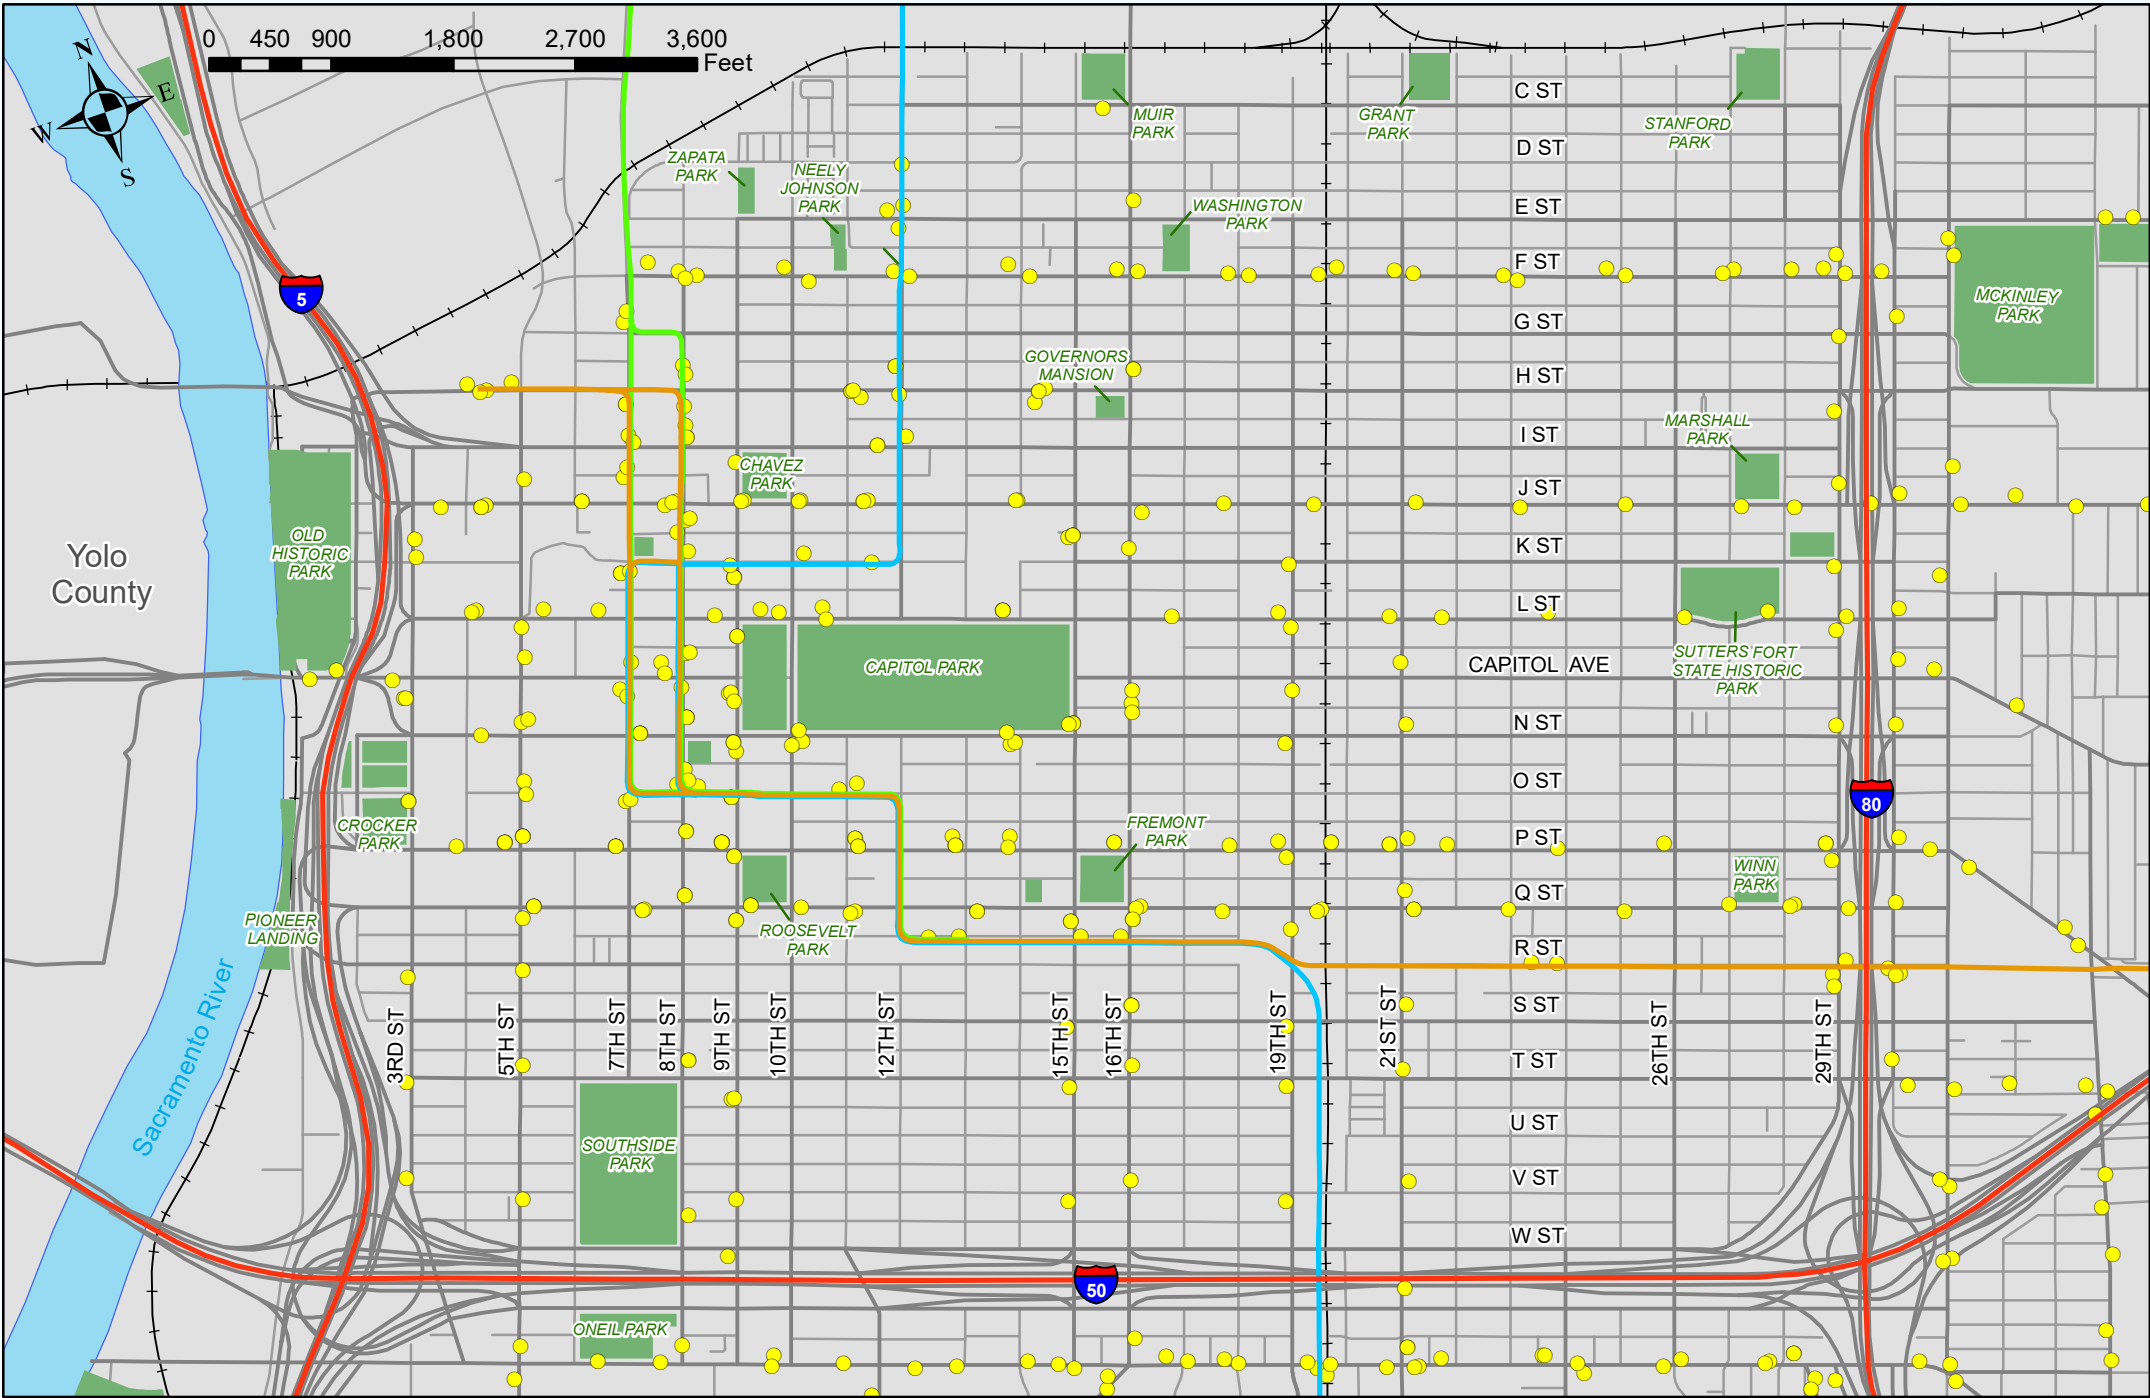 0 450 900 1,800 2,700 3,600
Feet
N
E
W
S
C ST
MUIR
PARK
GRANT
PARK
STANFORD
PARK
D ST
ZAPATA
PARK
NEELY
JOHNSON
PARK
E ST
WASHINGTON
PARK
F ST
5
MCKINLEY
PARK
G ST
GOVERNORS
MANSION
H ST
MARSHALL
PARK
I ST
CHAVEZ
PARK
J ST
OLD
HISTORIC
PARK
Yolo
County
K ST
L ST
CAPITOL PARK
CAPITOL AVE
SUTTERS FORT
STATE HISTORIC
PARK
N ST
O ST
80
CROCKER
PARK
FREMONT
PARK
P ST
WINN
PARK
Q ST
PIONEER
LANDING
ROOSEVELT
PARK
R ST
Sacramento River
S ST
3RD ST
5TH ST
7TH ST
8TH ST
9TH ST
10TH ST
12TH ST
15TH ST
16TH ST
19TH ST
21ST ST
26TH ST
29TH ST
T ST
U ST
SOUTHSIDE
PARK
V ST
W ST
50
ONEIL PARK